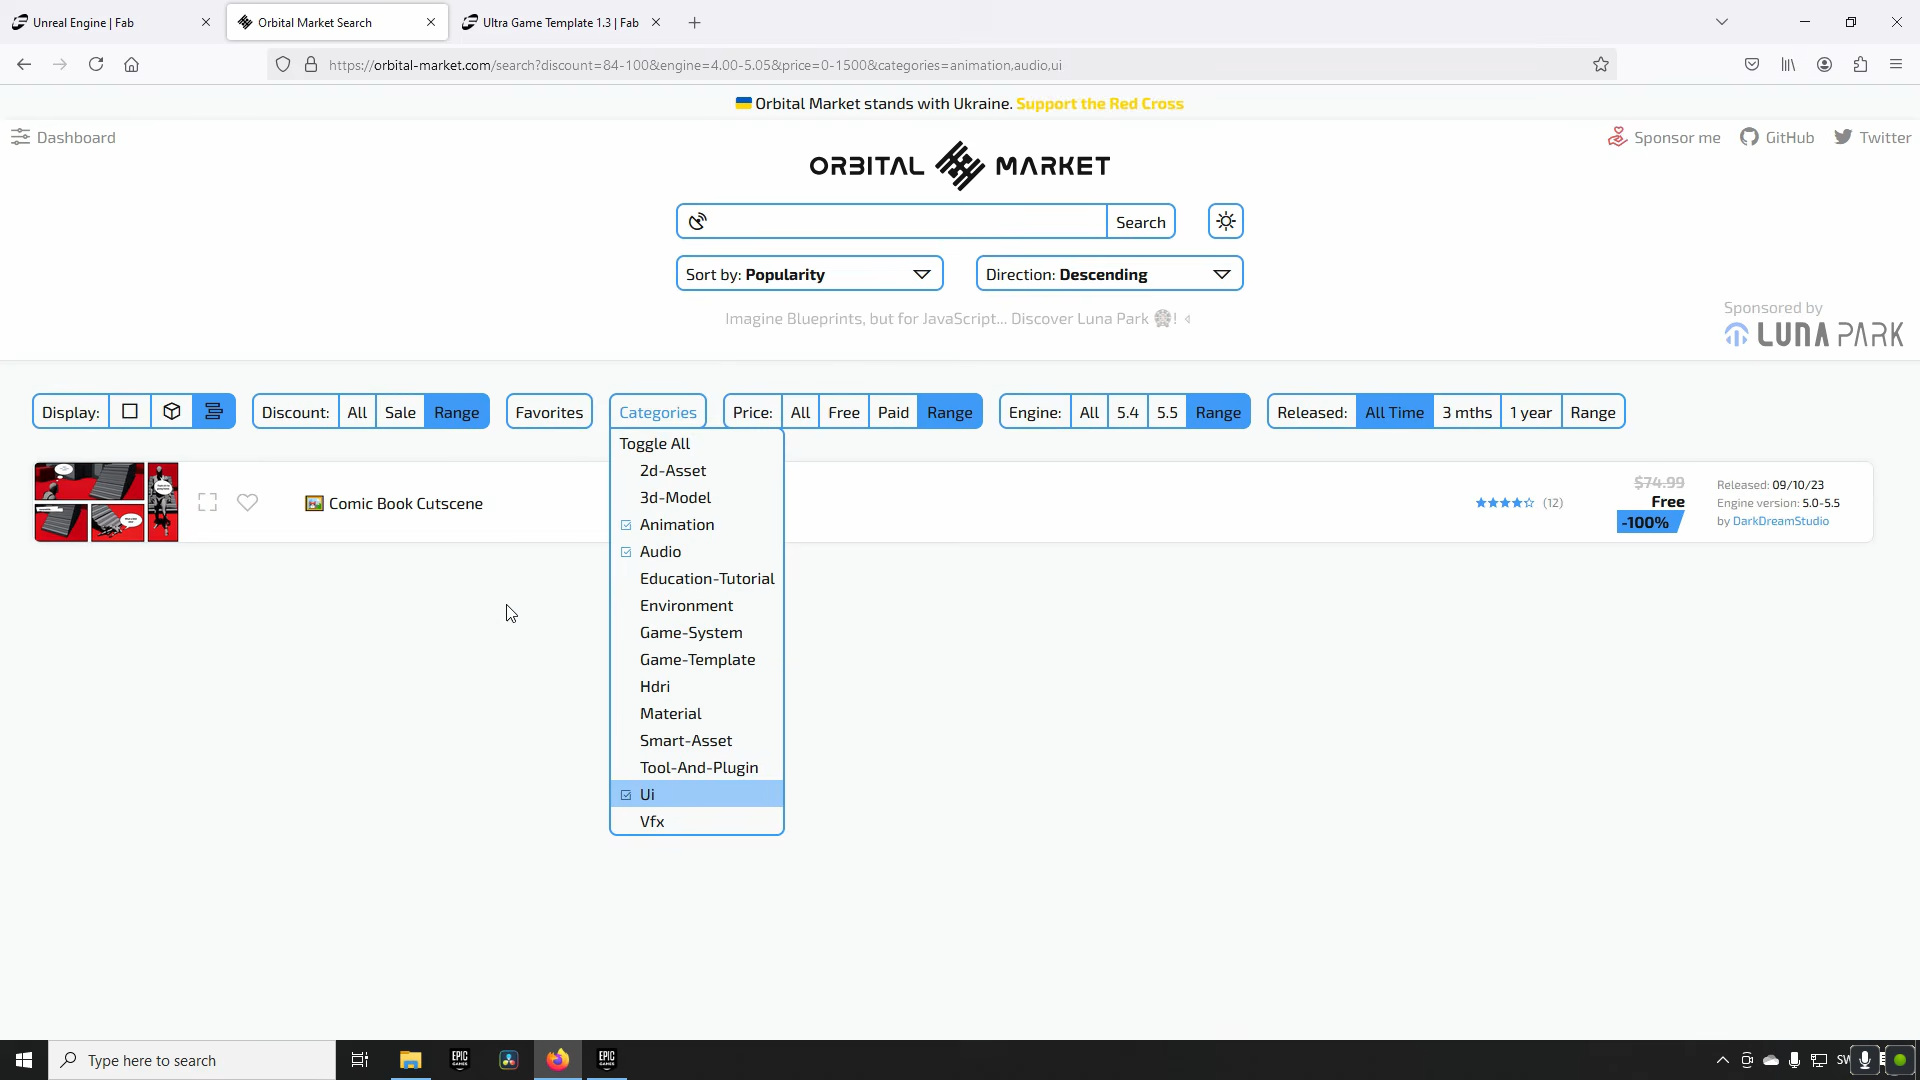 Unreal Engine | Fab
Orbital Market Search
Ultra Game Template 1.3 | Fab
https://orbital-market.com/search?discount=84-100&engine=4.00-5.05&price=0-1500&categories=animation,audio,ui
Orbital Market stands with Ukraine. Support the Red Cross
Dashboard
Sponsor me
GitHub
Twitter
ORBITAL MARKET
Search
Sort by: Popularity
Direction: Descending
Imagine Blueprints, but for JavaScript... Discover Luna Park !
Sponsored by
LUNA PARK
Display:
Discount: All Sale Range
Favorites
Categories
Price: All Free Paid Range
Engine: All 5.4 5.5 Range
Released: All Time 3 mths 1 year Range
Toggle All
2d-Asset
3d-Model
Animation
Audio
Education-Tutorial
Environment
Game-System
Game-Template
Hdri
Material
Smart-Asset
Tool-And-Plugin
Ui
Vfx
Comic Book Cutscene
(12)
$74.99
Free
-100%
Released: 09/10/23
Engine version: 5.0-5.5
by DarkDreamStudio
Type here to search
EPIC GAMES
EPIC GAMES